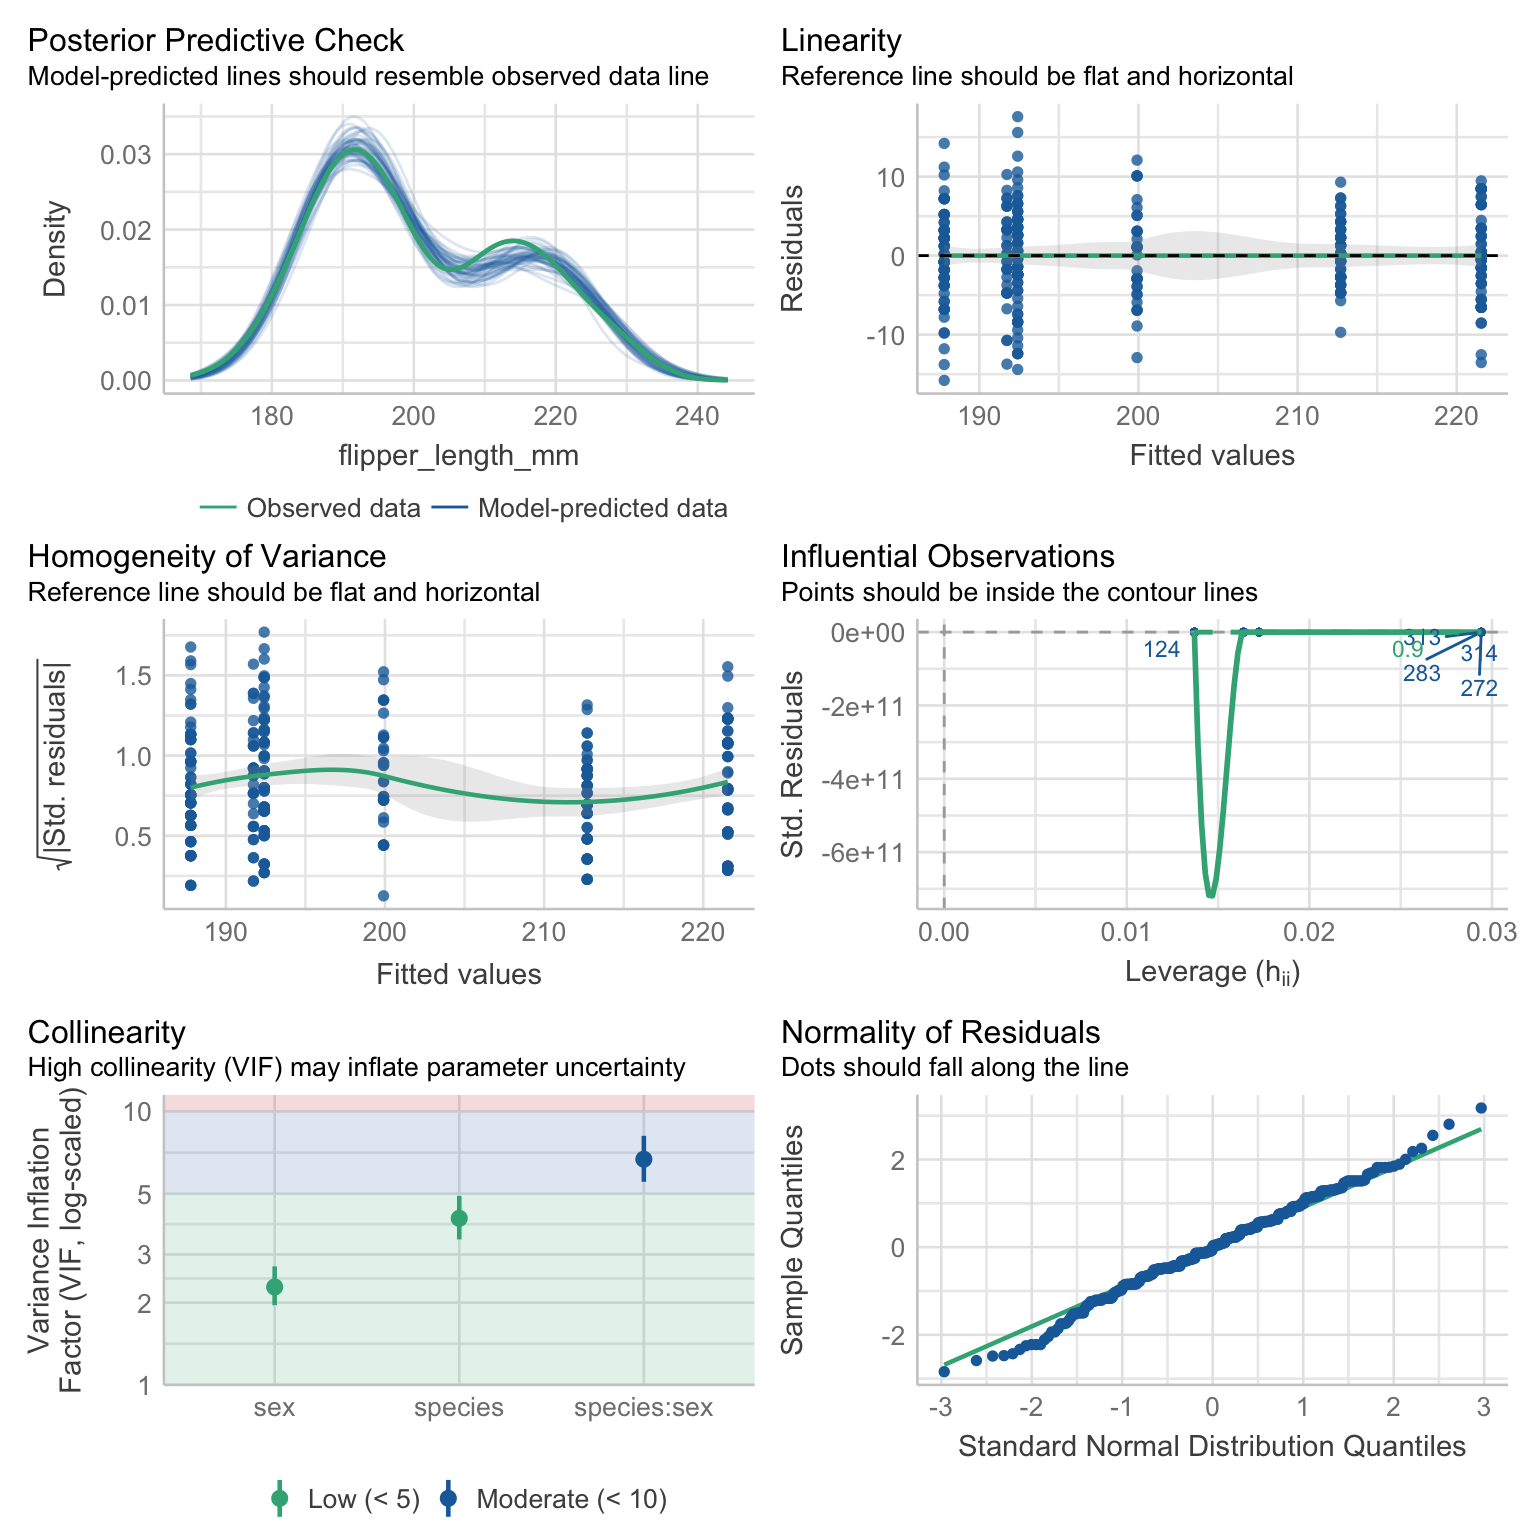 Posterior Predictive Check
Model-predicted lines should resemble observed data line
Density
0.03
0.02
0.01
0.00
180
200
220
240
flipper_length_mm
Observed data
Model-predicted data
Linearity
Reference line should be flat and horizontal
Residuals
10
0
-10
190
200
210
220
Fitted values
Homogeneity of Variance
Reference line should be flat and horizontal
√|Std. residuals|
1.5
1.0
0.5
190
200
210
220
Fitted values
Influential Observations
Points should be inside the contour lines
Std. Residuals
0e+00
-2e+11
-4e+11
-6e+11
124
313
0.9
314
283
272
0.00
0.01
0.02
0.03
Leverage (hii)
Collinearity
High collinearity (VIF) may inflate parameter uncertainty
Variance Inflation
Factor (VIF, log-scaled)
10
5
3
2
1
sex
species
species:sex
Low (< 5)
Moderate (< 10)
Normality of Residuals
Dots should fall along the line
Sample Quantiles
2
0
-2
-3
-2
-1
0
1
2
3
Standard Normal Distribution Quantiles